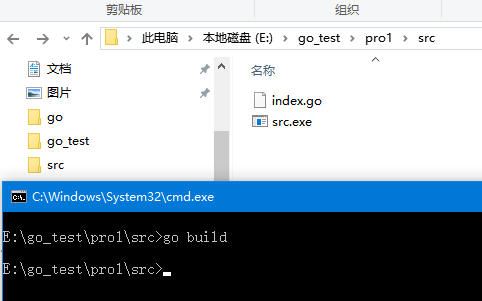 剪贴板 组织
此电脑 本地磁盘 (E:) go_test pro1 src
文档
图片
go
go_test
src
名称
index.go
src.exe
C:\Windows\System32\cmd.exe
E:\go_test\pro1\src>go build
E:\go_test\pro1\src>